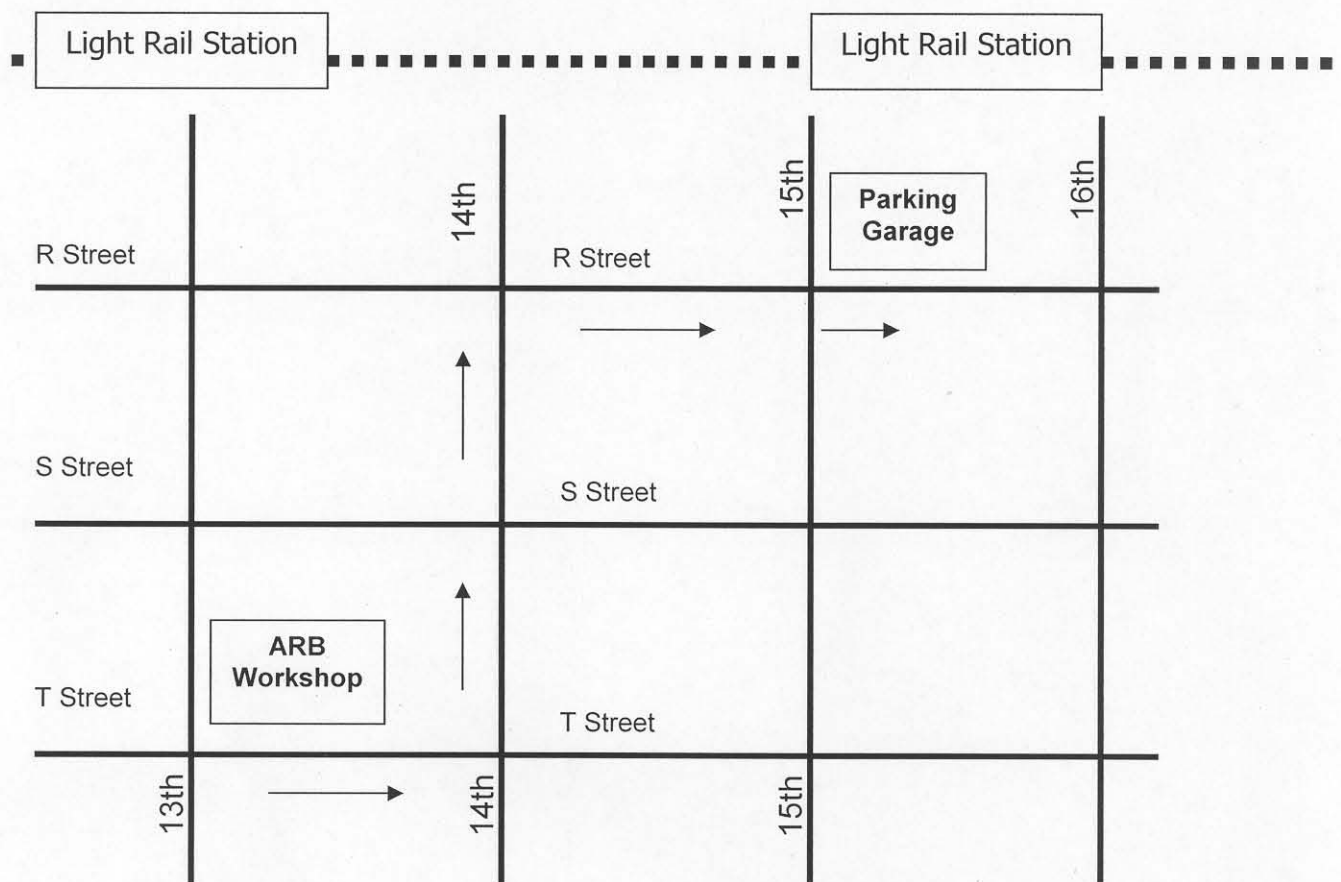 Light Rail Station
Light Rail Station
14th
15th
16th
Parking
Garage
R Street
R Street
S Street
S Street
ARB
Workshop
T Street
T Street
13th
14th
15th